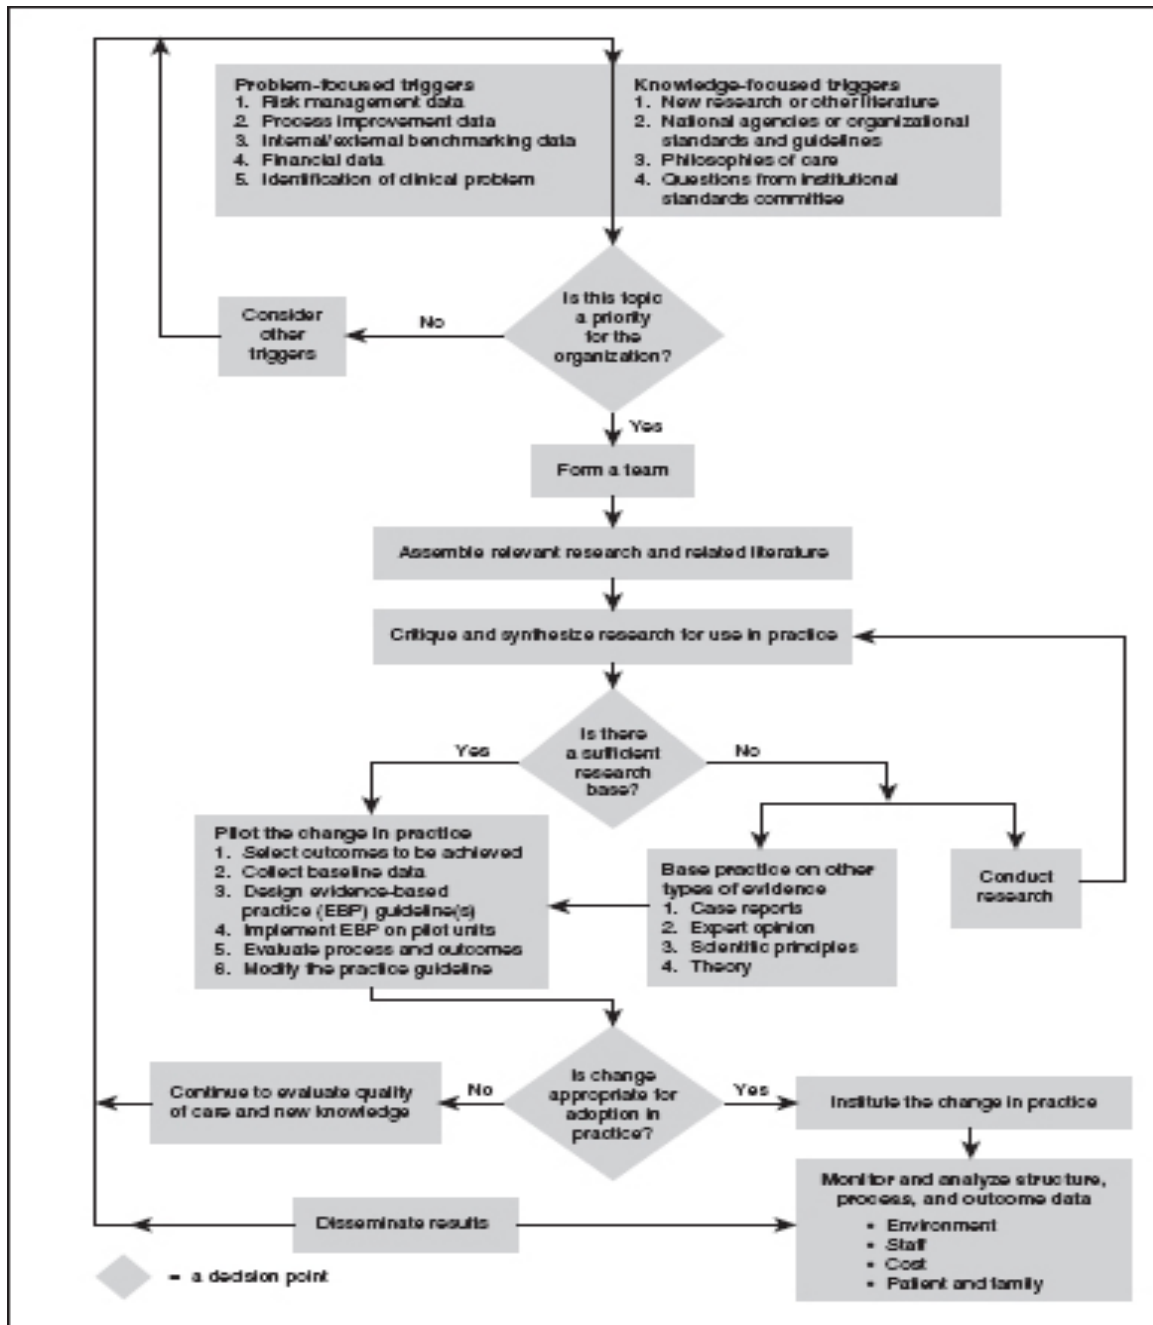 Problem-focused triggers
1. Risk management data
2. Process improvement data
3. Internal/external benchmarking data
4. Financial data
5. Identification of clinical problem
Knowledge-focused triggers
1. New research or other literature
2. National agencies or organizational
standards and guidelines
3. Philosophies of care
4. Questions from institutional
standards committee
Is this topic
a priority
for the
organization?
No
Consider
other
triggers
Yes
Form a team
Assemble relevant research and related literature
Critique and synthesize research for use in practice
Is there
a sufficient
research
base?
Yes
No
Pilot the change in practice
1. Select outcomes to be achieved
2. Collect baseline data
3. Design evidence-based
practice (EBP) guideline(s)
4. Implement EBP on pilot units
5. Evaluate process and outcomes
6. Modify the practice guideline
Base practice on other
types of evidence
1. Case reports
2. Expert opinion
3. Scientific principles
4. Theory
Conduct
research
Is change
appropriate for
adoption in
practice?
No
Yes
Continue to evaluate quality
of care and new knowledge
Institute the change in practice
Monitor and analyze structure,
process, and outcome data
• Environment
• Staff
• Cost
• Patient and family
Disseminate results
= a decision point